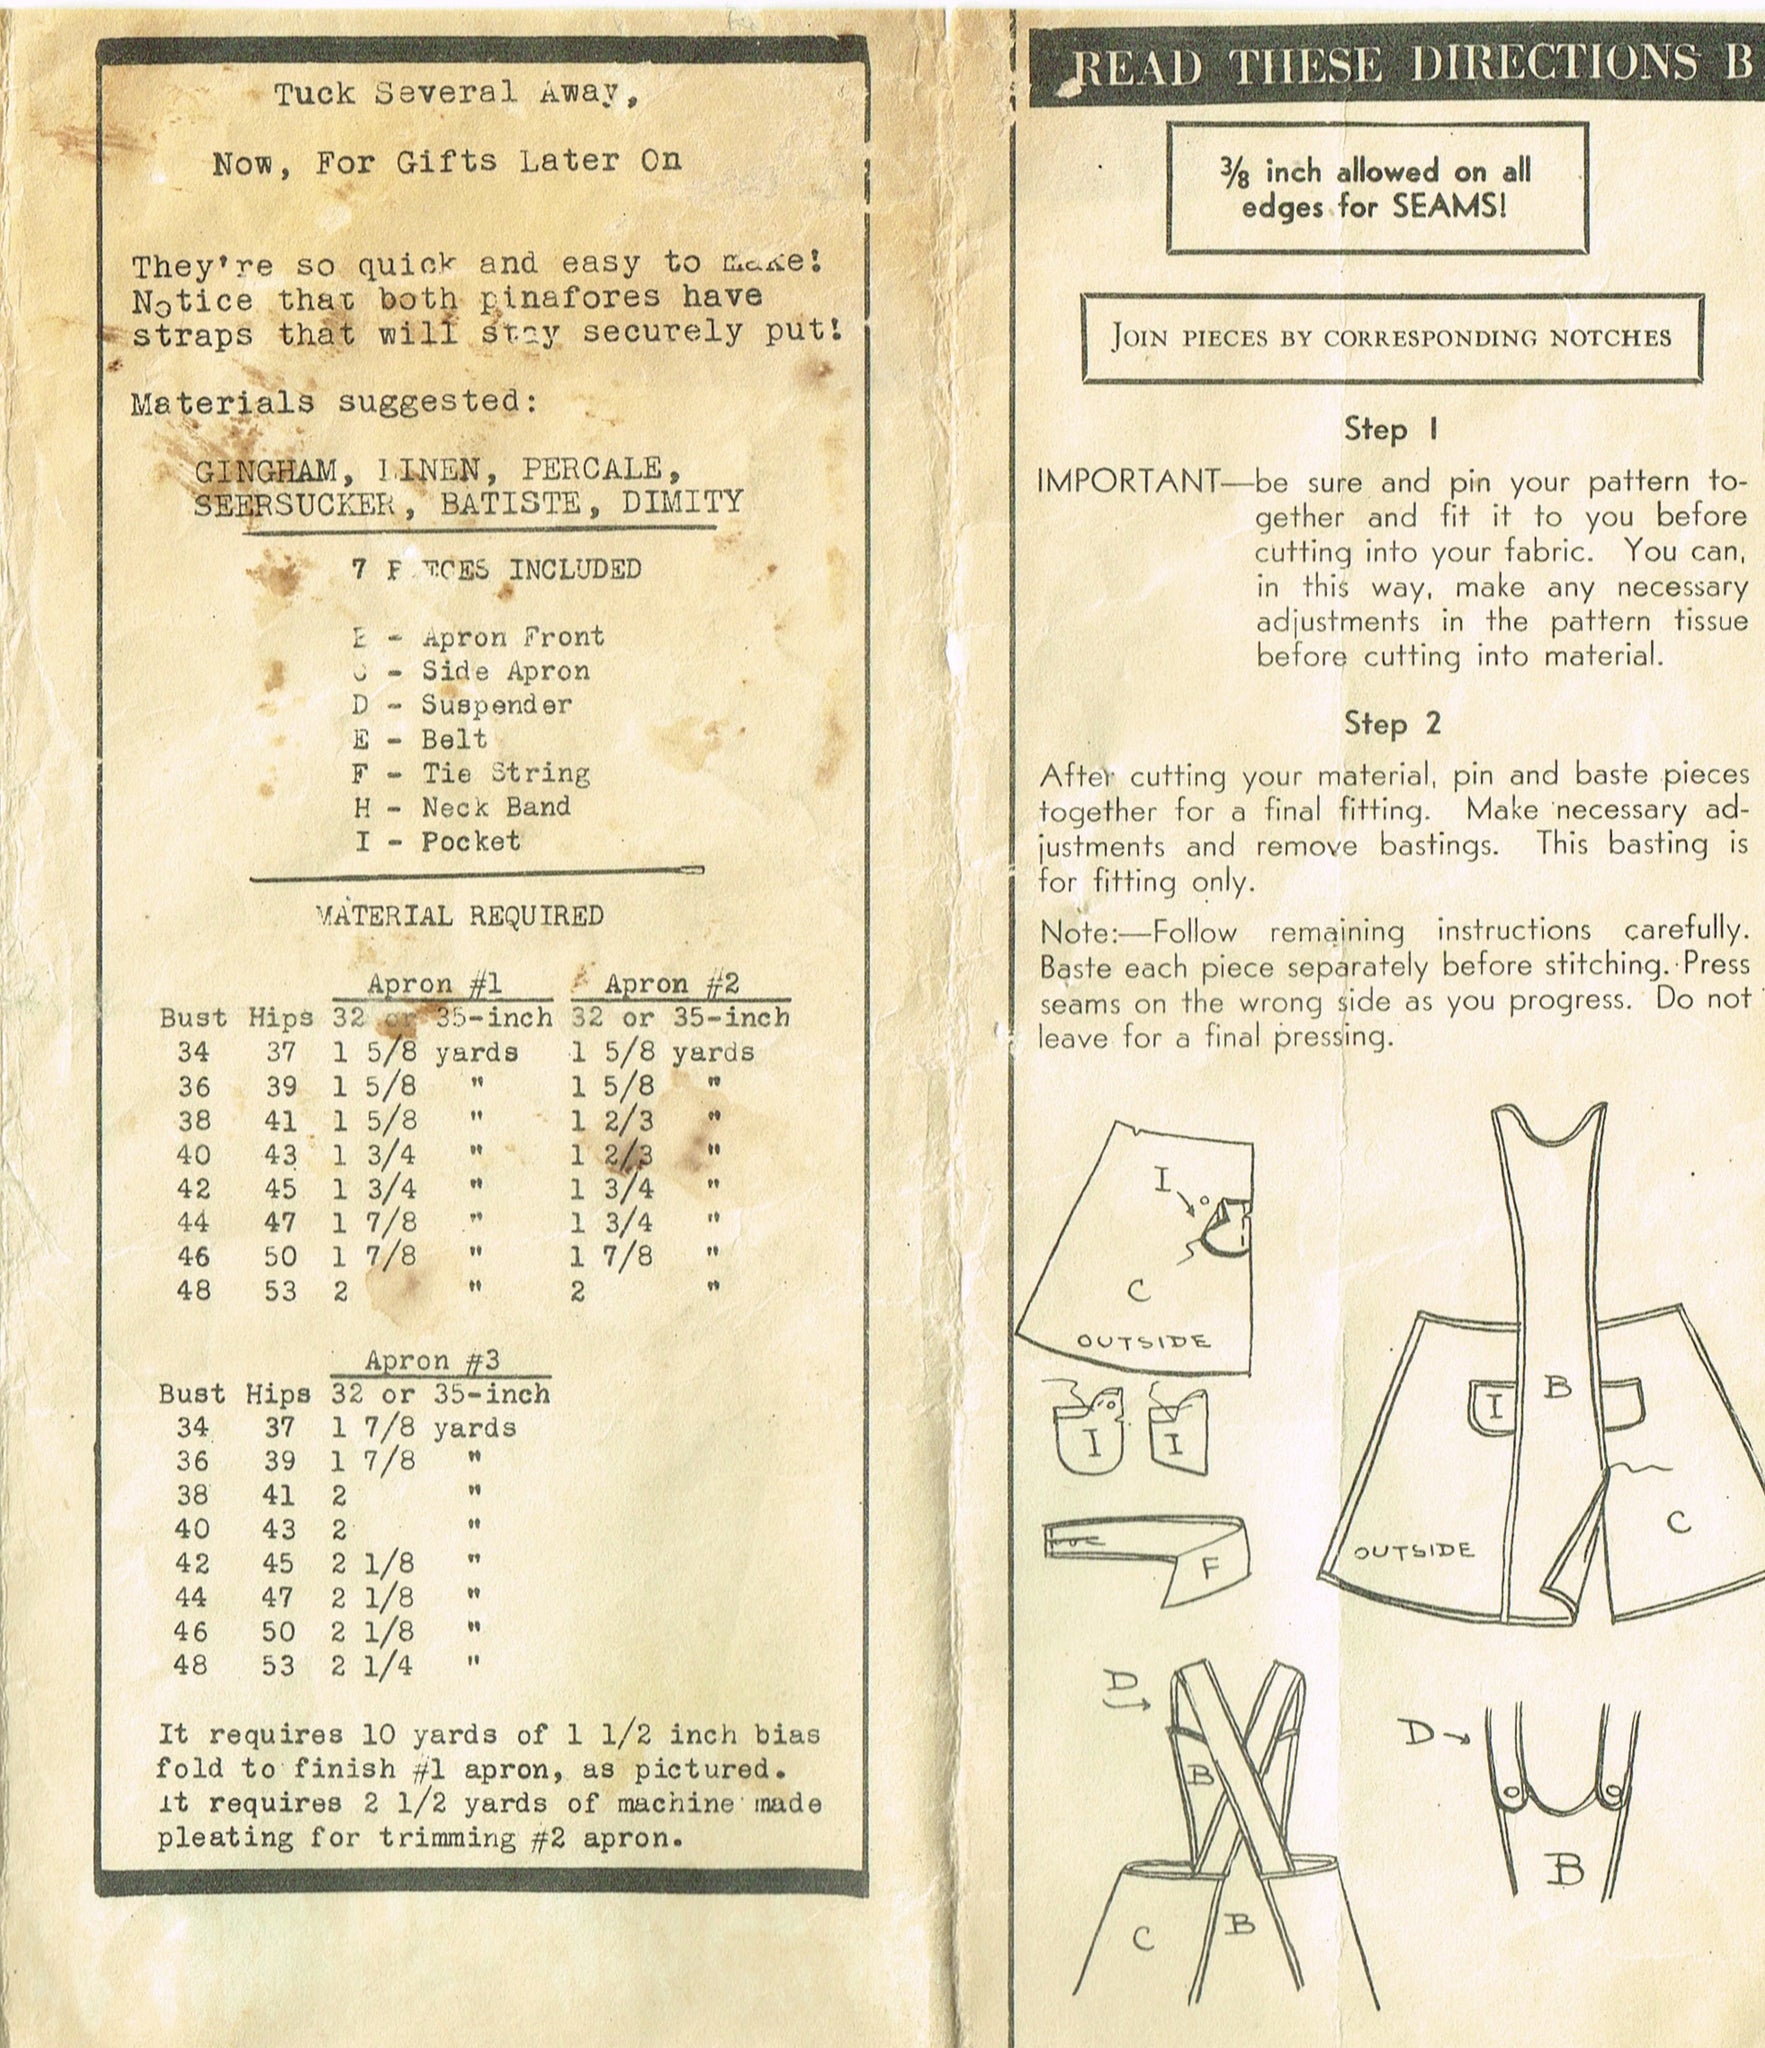 Tuck Several Away,
Now, For Gifts Later On
They're so quick and easy to make!
Notice that both pinafores have
straps that will stay securely put!
Materials suggested:
GINGHAM, LINEN, PERCALE,
SEERSUCKER, BATISTE, DIMITY
7 PIECES INCLUDED
B - Apron Front
C - Side Apron
D - Suspender
E - Belt
F - Tie String
H - Neck Band
I - Pocket
MATERIAL REQUIRED
Apron #1 Apron #2
Bust Hips 32 or 35-inch 32 or 35-inch
34 37 1 5/8 yards 1 5/8 yards
36 39 1 5/8 " 1 5/8 "
38 41 1 5/8 " 1 2/3 "
40 43 1 3/4 " 1 2/3 "
42 45 1 3/4 " 1 3/4 "
44 47 1 7/8 " 1 3/4 "
46 50 1 7/8 " 1 7/8 "
48 53 2 " 2 "
Apron #3
Bust Hips 32 or 35-inch
34 37 1 7/8 yards
36 39 1 7/8 "
38 41 2 "
40 43 2 "
42 45 2 1/8 "
44 47 2 1/8 "
46 50 2 1/8 "
48 53 2 1/4 "
It requires 10 yards of 1 1/2 inch bias
fold to finish #1 apron, as pictured.
It requires 2 1/2 yards of machine made
pleating for trimming #2 apron.
READ THESE DIRECTIONS B
3/8 inch allowed on all
edges for SEAMS!
JOIN PIECES BY CORRESPONDING NOTCHES
Step 1
IMPORTANT—be sure and pin your pattern to-
gether and fit it to you before
cutting into your fabric. You can,
in this way, make any necessary
adjustments in the pattern tissue
before cutting into material.
Step 2
After cutting your material, pin and baste pieces
together for a final fitting. Make necessary ad-
justments and remove bastings. This basting is
for fitting only.
Note:—Follow remaining instructions carefully.
Baste each piece separately before stitching. Press
seams on the wrong side as you progress. Do not
leave for a final pressing.
I
C
OUTSIDE
I
I
F
B
I
C
OUTSIDE
D
B
C
B
D
B